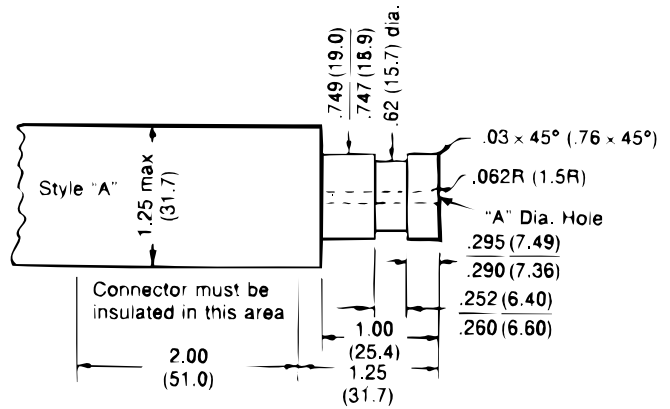 .749 (19.0)
.747 (18.9)
.62 (15.7) dia.
.03 x 45° (.76 x 45°)
.062R (1.5R)
Style "A"
1.25 max
(31.7)
"A" Dia. Hole
.295 (7.49)
.290 (7.36)
.252 (6.40)
.260 (6.60)
Connector must be
insulated in this area
1.00
(25.4)
2.00
(51.0)
1.25
(31.7)